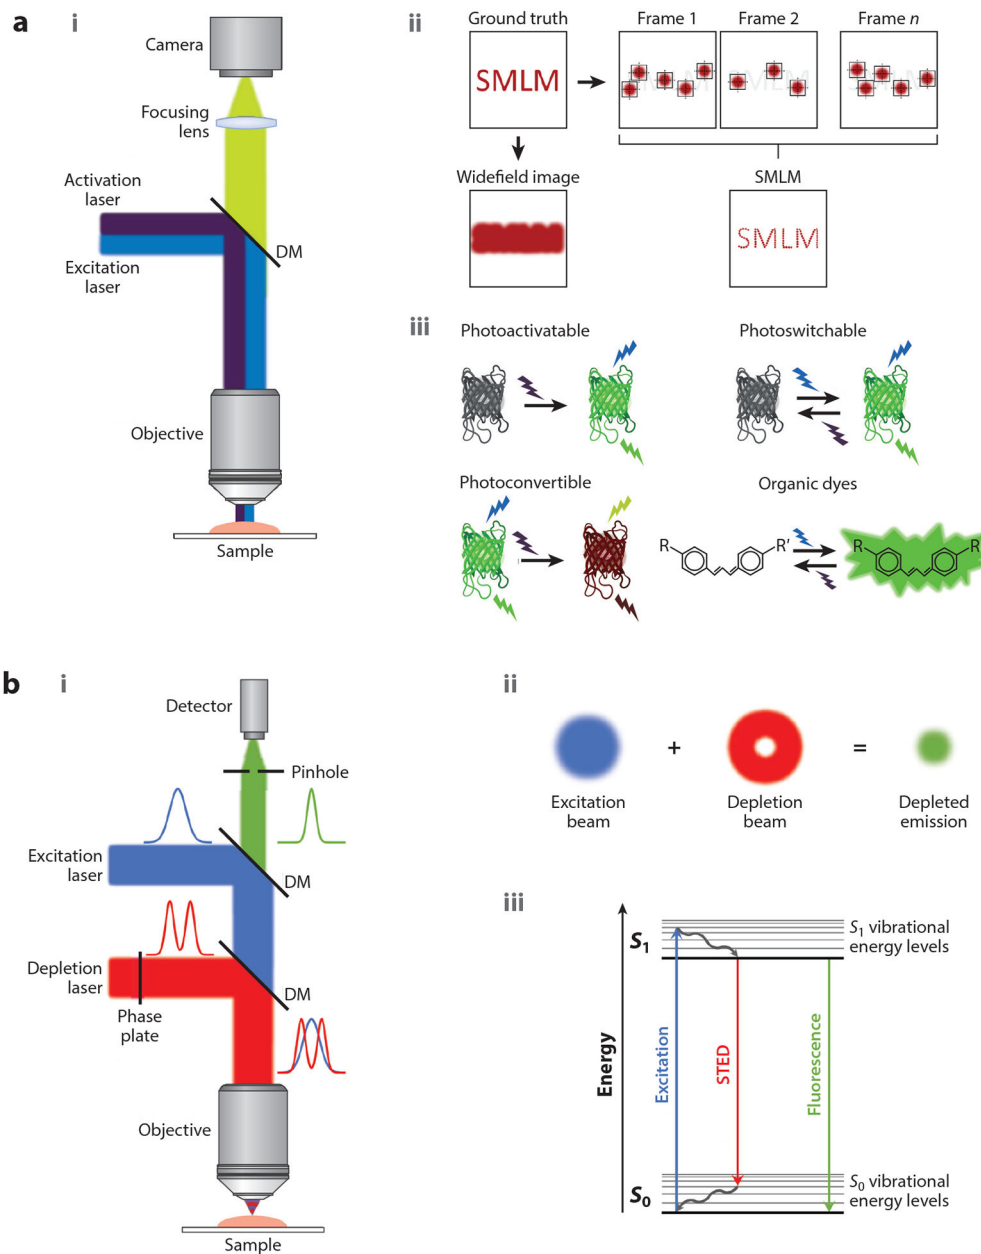 a
i
Camera
Focusing
lens
Activation
laser
DM
Excitation
laser
Objective
Sample
ii
Ground truth
Frame 1
Frame 2
Frame n
SMLM
Widefield image
SMLM
SMLM
iii
Photoactivatable
Photoswitchable
Photoconvertible
Organic dyes
R
R'
R
R
b
i
Detector
Pinhole
Excitation
laser
DM
Depletion
laser
DM
Phase
plate
Objective
Sample
ii
+
=
Excitation
beam
Depletion
beam
Depleted
emission
iii
Energy
S1
S1 vibrational
energy levels
Excitation
STED
Fluorescence
S0
S0 vibrational
energy levels